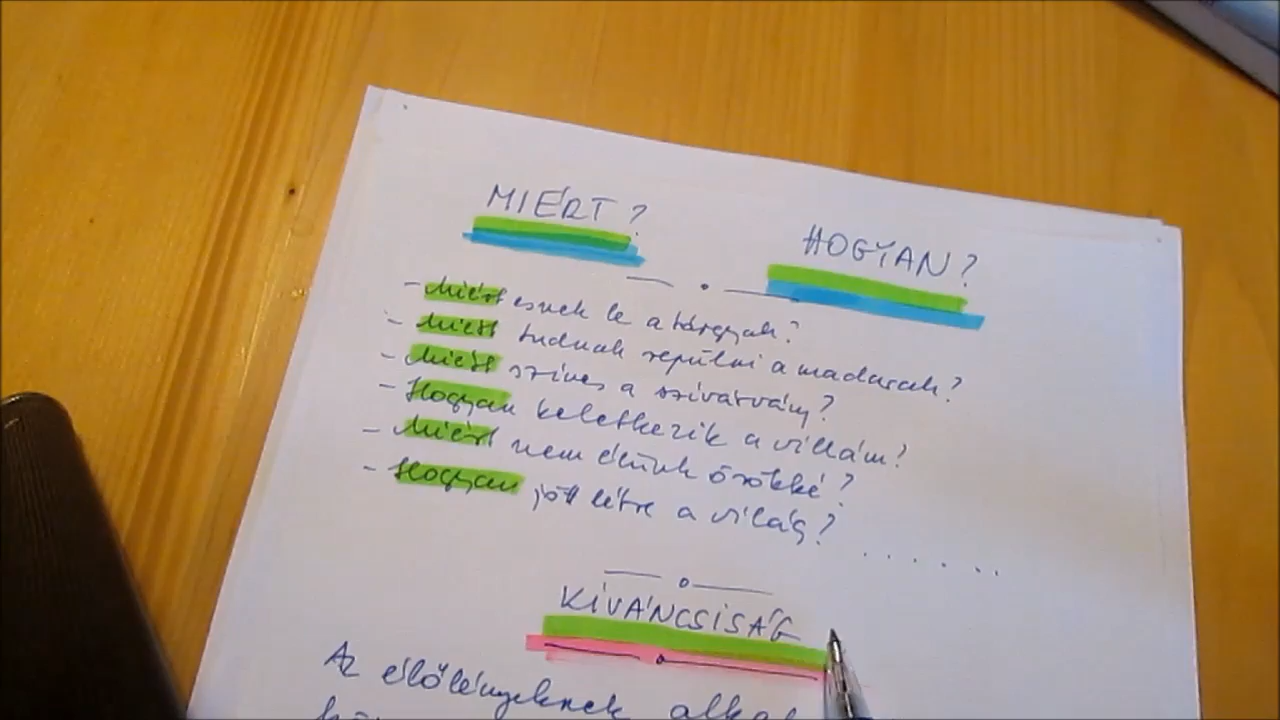 MIÉRT?
HOGYAN?
- Miért esnek le a tárgyak?
- Miért tudnak repülni a madarak?
- Miért színes a szivárvány?
- Hogyan keletkezik a villám?
- Miért nem élünk örökké?
- Hogyan jött létre a világ? ......
KÍVÁNCSISÁG
Az élőlényeknek